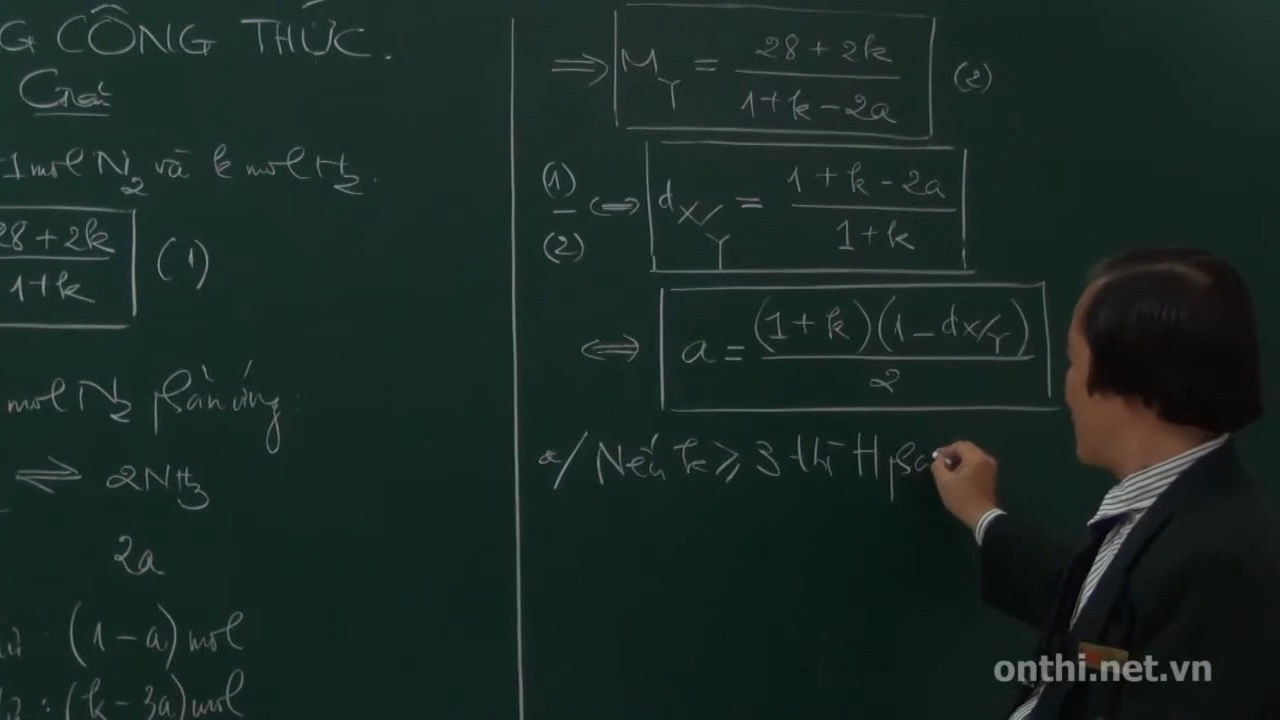 G CÔNG THỨC.
Giải
1 mol N₂ và k mol H₂.
28 + 2k
1 + k
(1)
mol N₂ phản ứng:
⇌ 2NH₃
2a
: (1 - a) mol
: (k - 3a) mol
⇒ M_Y = (28 + 2k)/(1 + k - 2a) (2)
(1)/(2) ⇔ d_X/Y = (1 + k - 2a)/(1 + k)
⇔ a = (1 + k)(1 - d_X/Y)/2
a/ Nếu k ⩾ 3 thì H
onthi.net.vn